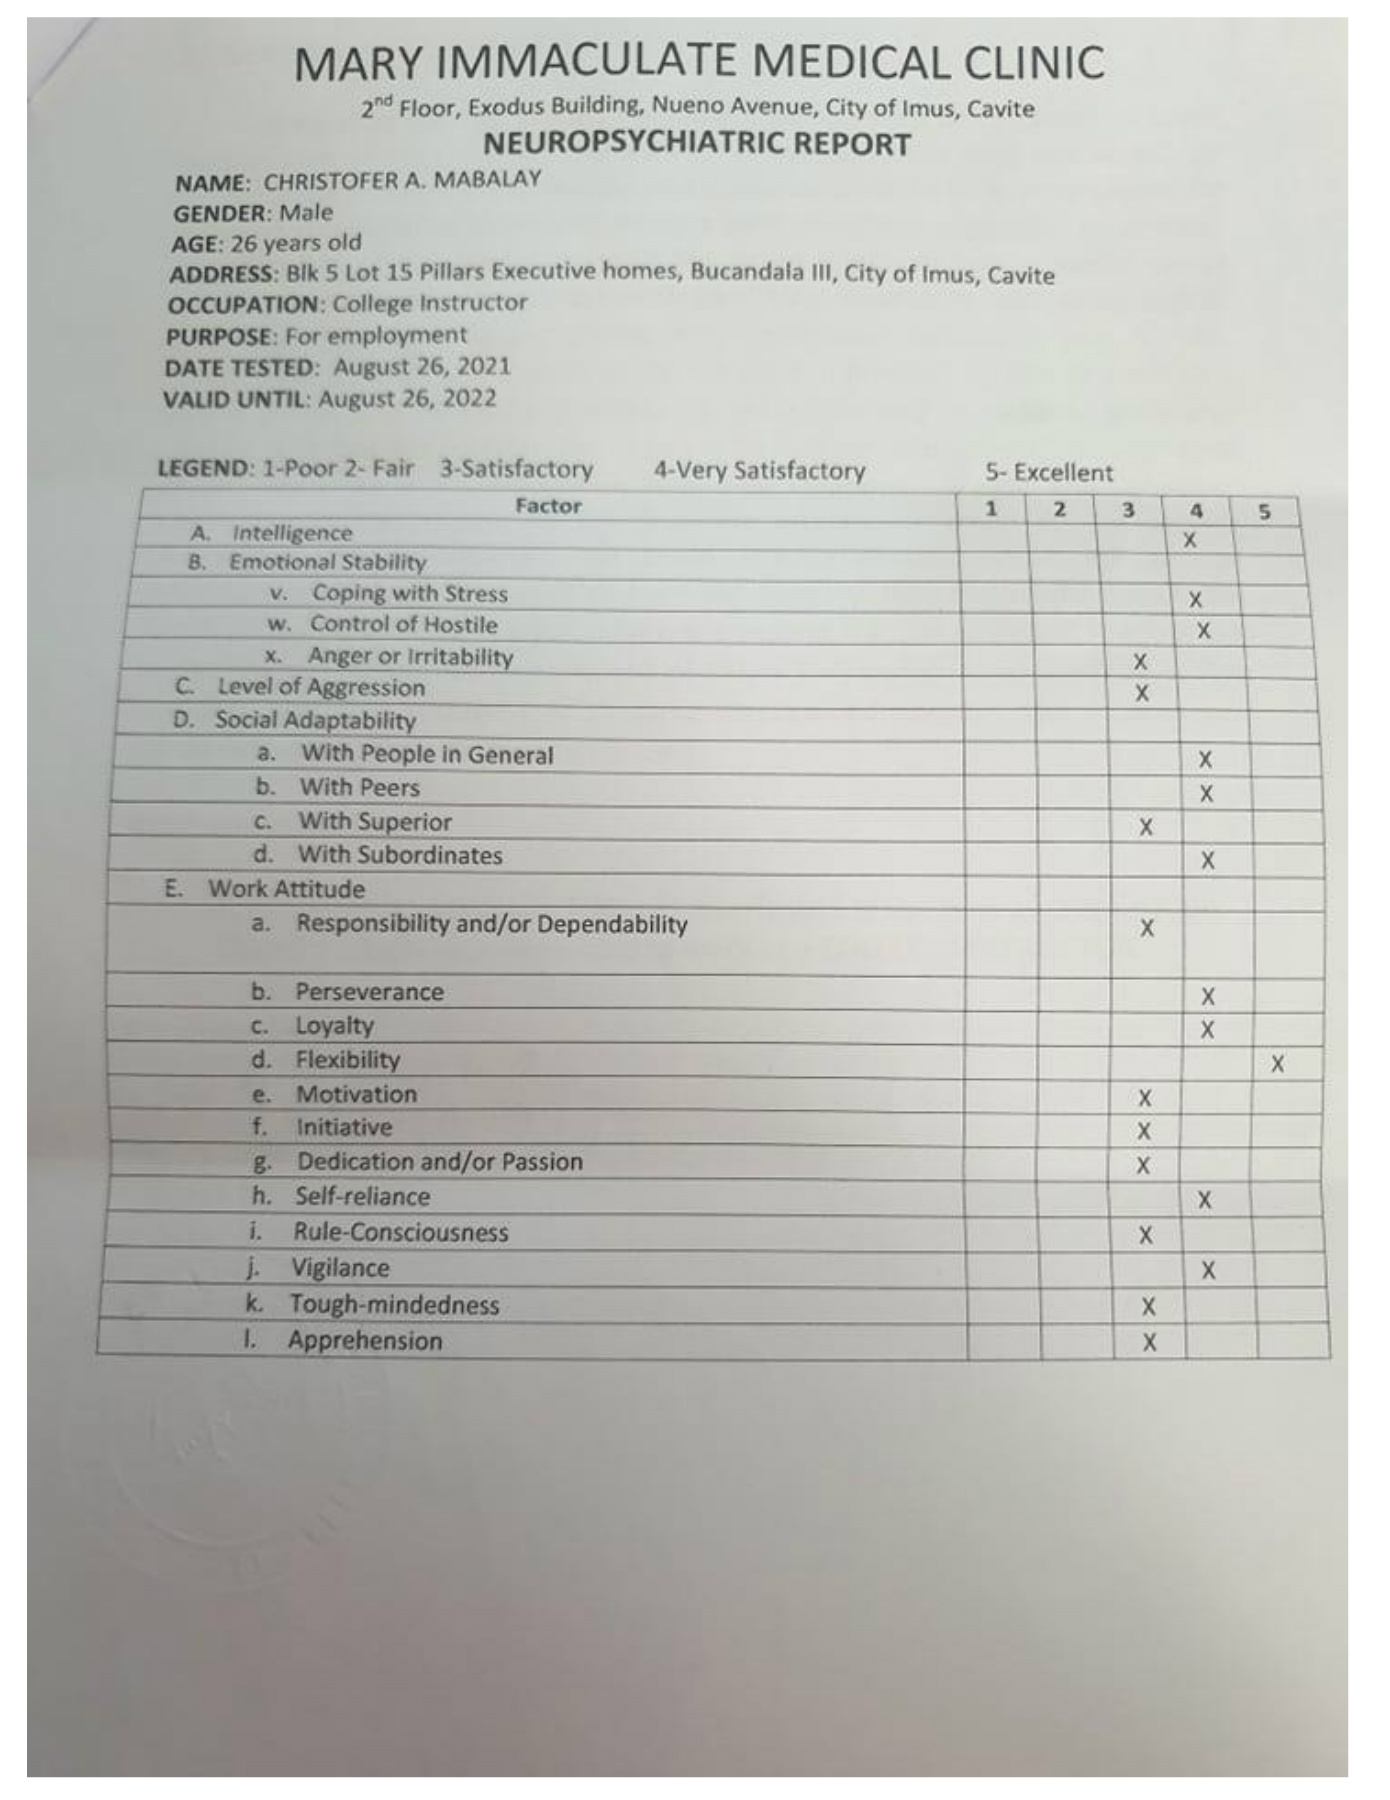 MARY IMMACULATE MEDICAL CLINIC
2nd Floor, Exodus Building, Nueno Avenue, City of Imus, Cavite
NEUROPSYCHIATRIC REPORT
NAME: CHRISTOFER A. MABALAY
GENDER: Male
AGE: 26 years old
ADDRESS: Blk 5 Lot 15 Pillars Executive homes, Bucandala III, City of Imus, Cavite
OCCUPATION: College Instructor
PURPOSE: For employment
DATE TESTED: August 26, 2021
VALID UNTIL: August 26, 2022
LEGEND: 1-Poor 2- Fair 3-Satisfactory 4-Very Satisfactory 5- Excellent
Factor 1 2 3 4 5
A. Intelligence X
B. Emotional Stability
v. Coping with Stress X
w. Control of Hostile X
x. Anger or Irritability X
C. Level of Aggression X
D. Social Adaptability
a. With People in General X
b. With Peers X
c. With Superior X
d. With Subordinates X
E. Work Attitude
a. Responsibility and/or Dependability X
b. Perseverance X
c. Loyalty X
d. Flexibility X
e. Motivation X
f. Initiative X
g. Dedication and/or Passion X
h. Self-reliance X
i. Rule-Consciousness X
j. Vigilance X
k. Tough-mindedness X
l. Apprehension X